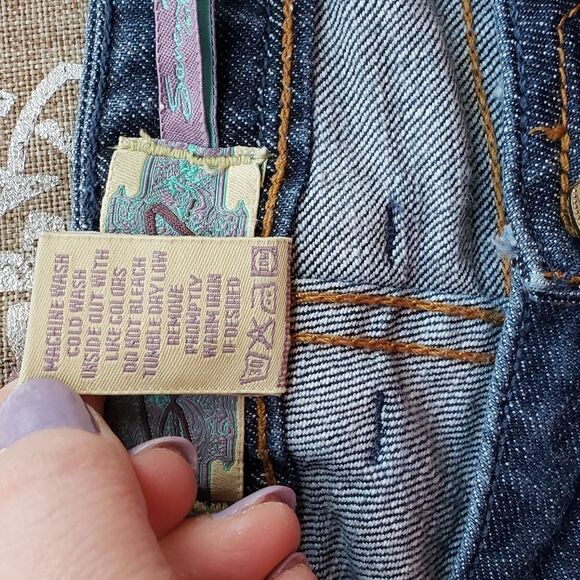 MACHINE WASH
COLD WASH
INSIDE OUT WITH
LIKE COLORS
DO NOT BLEACH
TUMBLE DRY LOW
REMOVE
PROMPTLY
WARM IRON
IF DESIRED